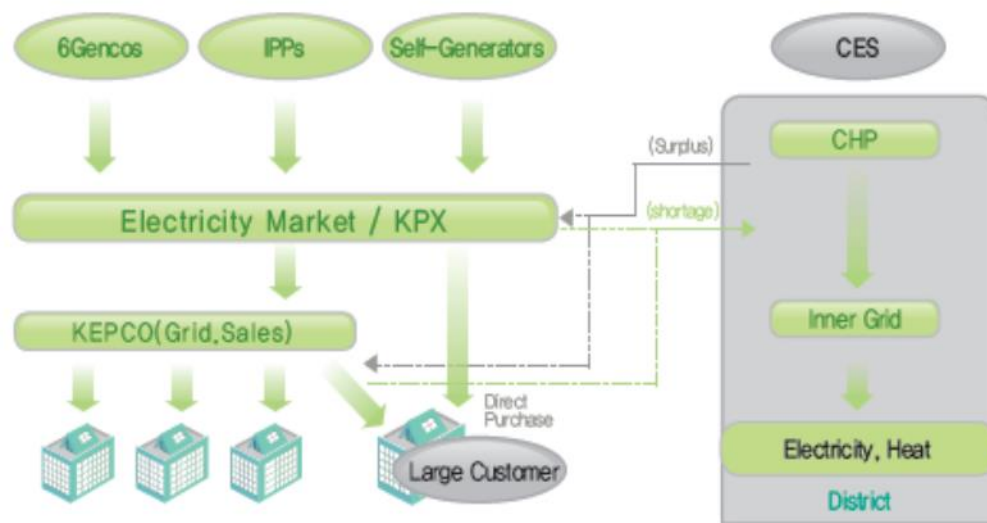 6Gencos
IPPs
Self-Generators
CES
CHP
(Surplus)
(shortage)
Electricity Market / KPX
Inner Grid
KEPCO(Grid,Sales)
Direct
Purchase
Large Customer
Electricity, Heat
District